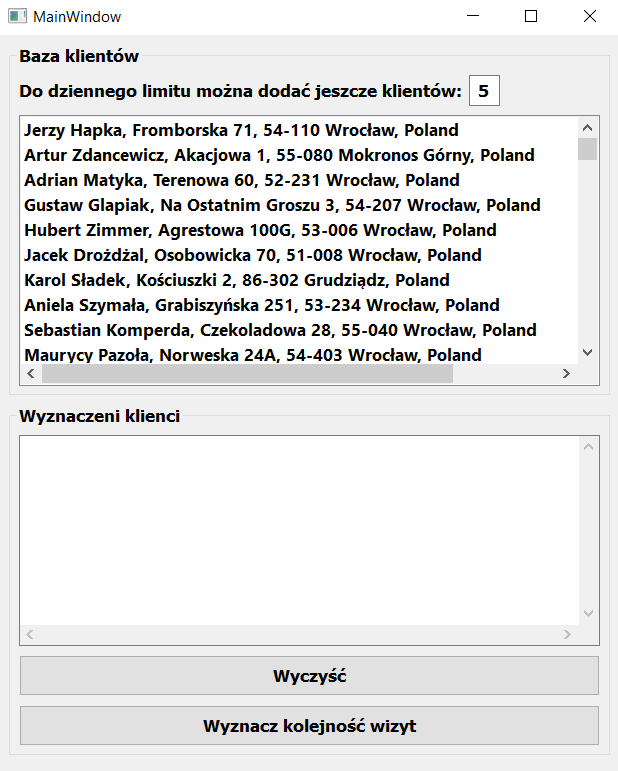 MainWindow
Baza klientów
Do dziennego limitu można dodać jeszcze klientów: 5
Jerzy Hapka, Fromborska 71, 54-110 Wrocław, Poland
Artur Zdancewicz, Akacjowa 1, 55-080 Mokronos Górny, Poland
Adrian Matyka, Terenowa 60, 52-231 Wrocław, Poland
Gustaw Glapiak, Na Ostatnim Groszu 3, 54-207 Wrocław, Poland
Hubert Zimmer, Agrestowa 100G, 53-006 Wrocław, Poland
Jacek Drożdżal, Osobowicka 70, 51-008 Wrocław, Poland
Karol Sładek, Kościuszki 2, 86-302 Grudziądz, Poland
Aniela Szymała, Grabiszyńska 251, 53-234 Wrocław, Poland
Sebastian Komperda, Czekoladowa 28, 55-040 Wrocław, Poland
Maurycy Pazoła, Norweska 24A, 54-403 Wrocław, Poland
Wyznaczeni klienci
Wyczyść
Wyznacz kolejność wizyt